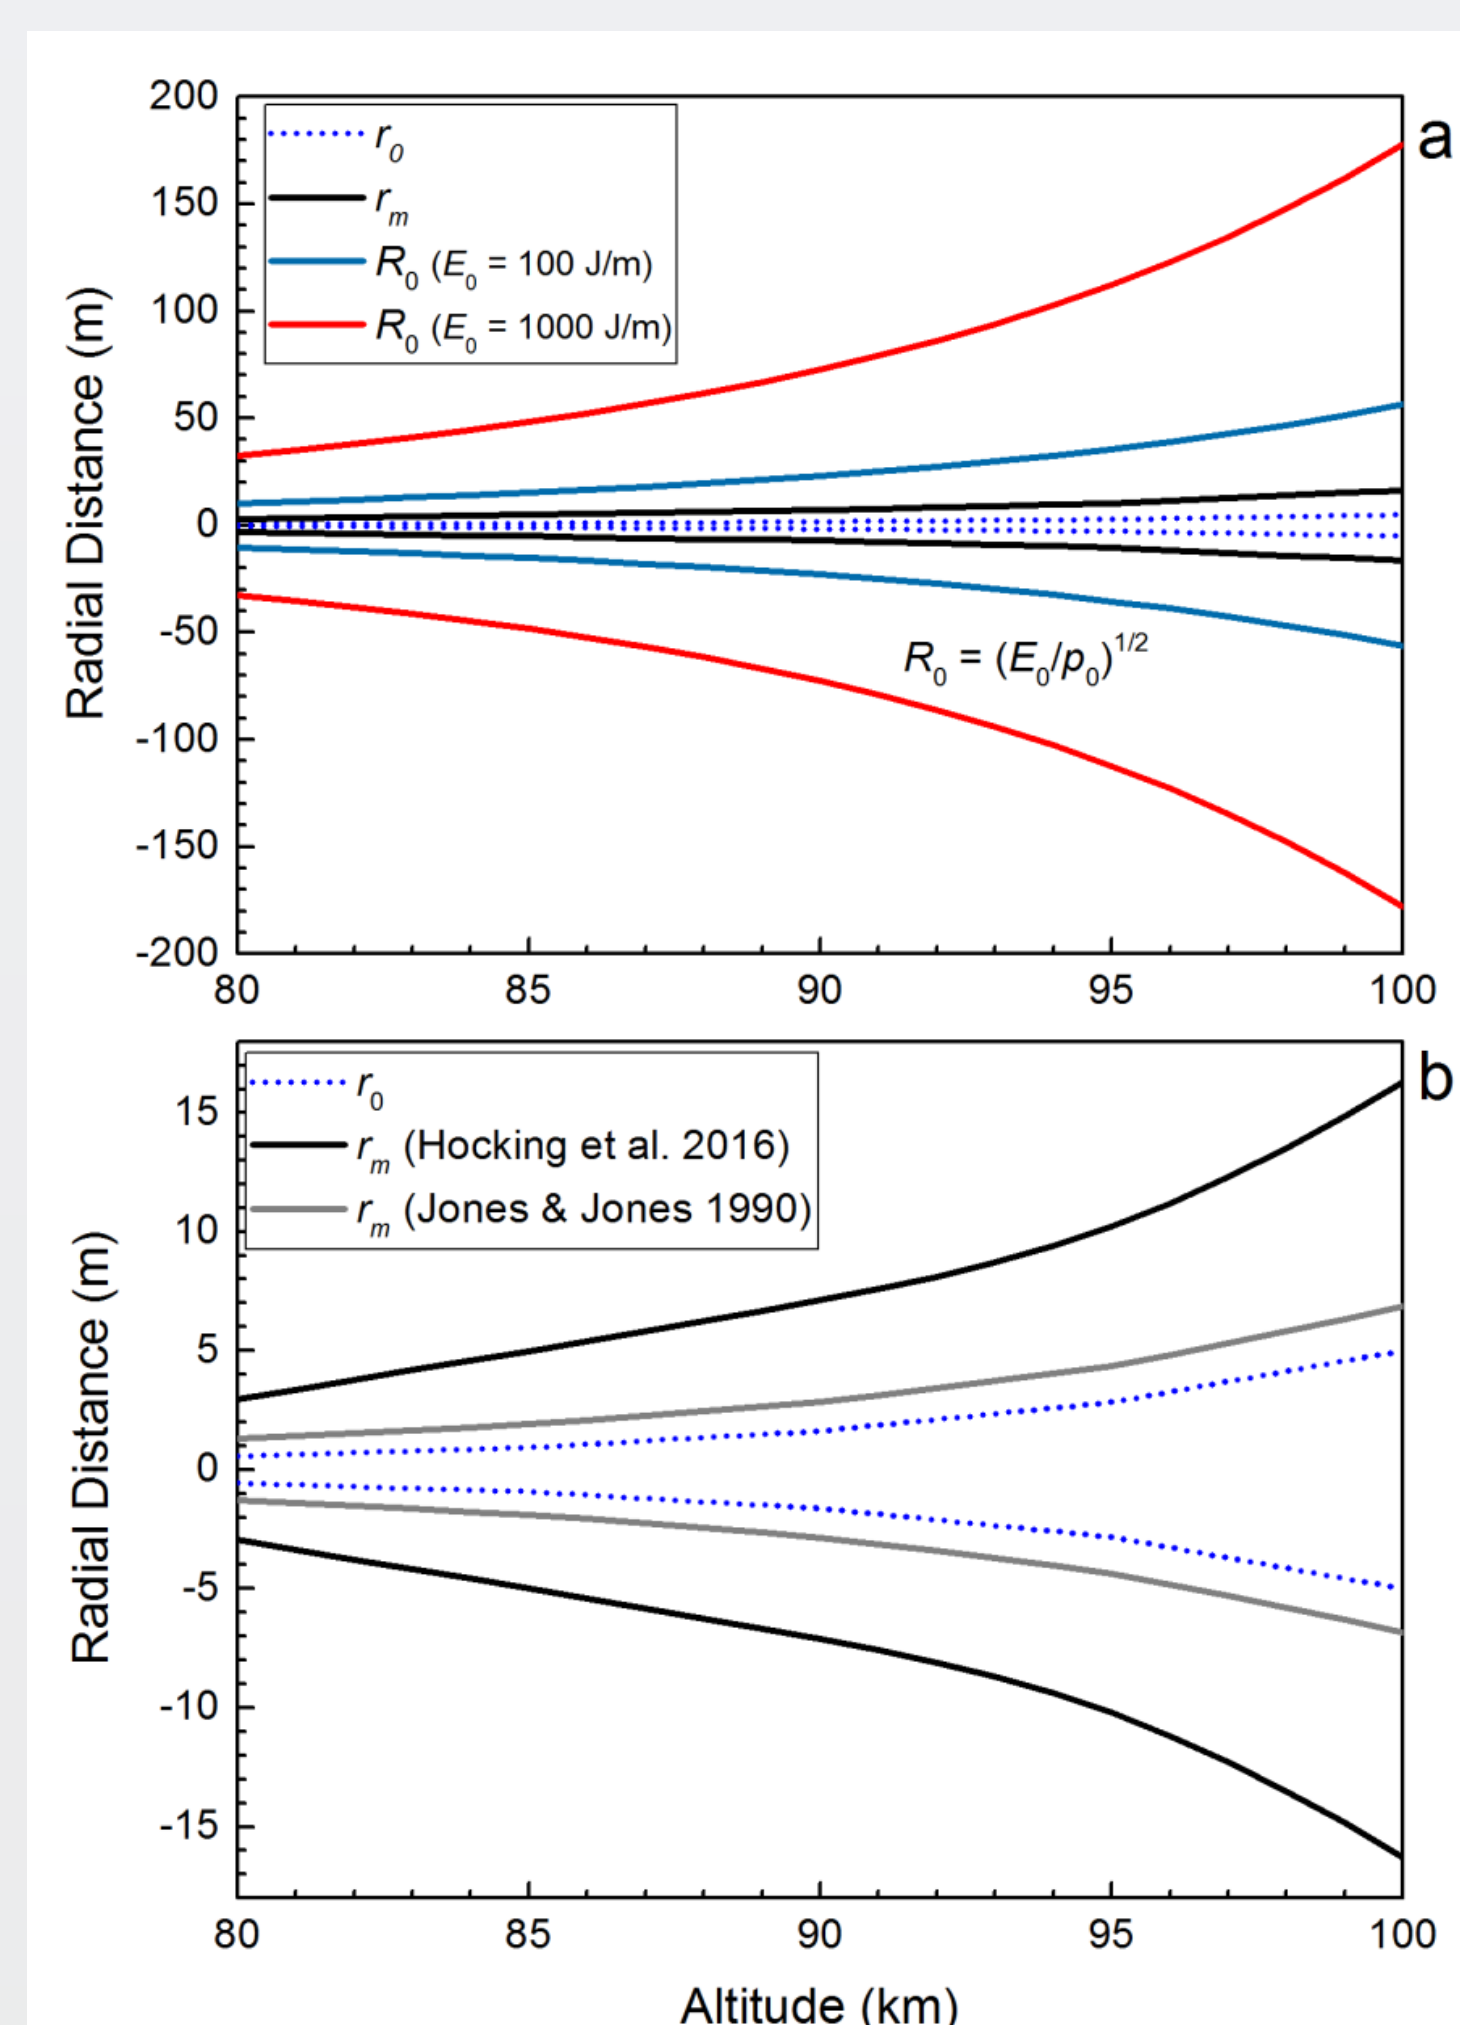 a
200
150
100
50
0
-50
-100
-150
-200
Radial Distance (m)
r0
rm
R0 (E0 = 100 J/m)
R0 (E0 = 1000 J/m)
R0 = (E0/p0)1/2
80 85 90 95 100
b
15
10
5
0
-5
-10
-15
Radial Distance (m)
r0
rm (Hocking et al. 2016)
rm (Jones & Jones 1990)
80 85 90 95 100
Altitude (km)